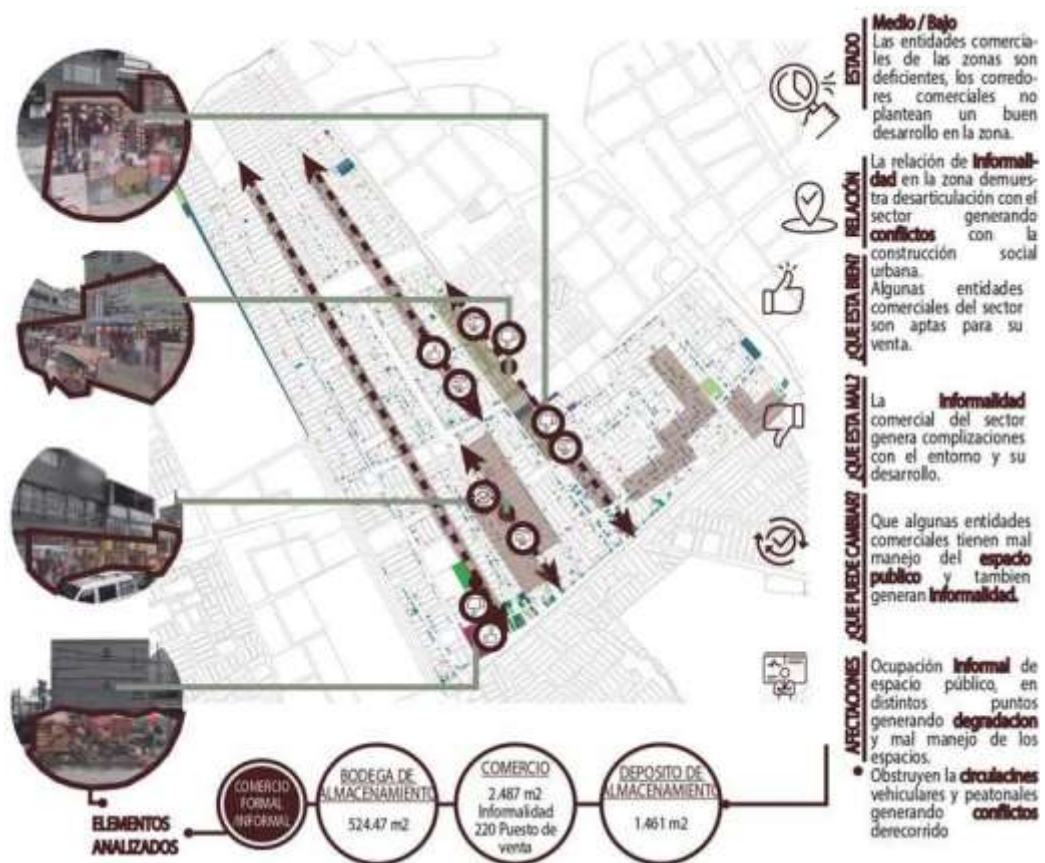 ESTADO
Medio / Bajo
Las entidades comercia-
les de las zonas son
deficientes, los corredo-
res comerciales no
plantean un buen
desarrollo en la zona.
RELACIÓN
La relación de Informali-
dad en la zona demues-
tra desarticulación con el
sector generando
conflictos con la
construcción social
urbana.
¿QUE ESTA BIEN?
Algunas entidades
comerciales del sector
son aptas para su
venta.
¿QUE ESTA MAL?
La Informalidad
comercial del sector
genera complizaciones
con el entorno y su
desarrollo.
¿QUE PUEDE CAMBIAR?
Que algunas entidades
comerciales tienen mal
manejo del espacio
publico y tambien
generan Informalidad.
AFECTACIONES
Ocupación Informal de
espacio público, en
distintos puntos
generando degradacion
y mal manejo de los
espacios.
• Obstruyen la circulacines
vehiculares y peatonales
generando conflictos
derecorrido
ELEMENTOS
ANALIZADOS
COMERCIO
FORMAL
/INFORMAL
BODEGA DE
ALMACENAMIENTO
524.47 m2
COMERCIO
2.487 m2
Informalidad
220 Puesto de
venta
DEPOSITO DE
ALMACENAMIENTO
1.461 m2